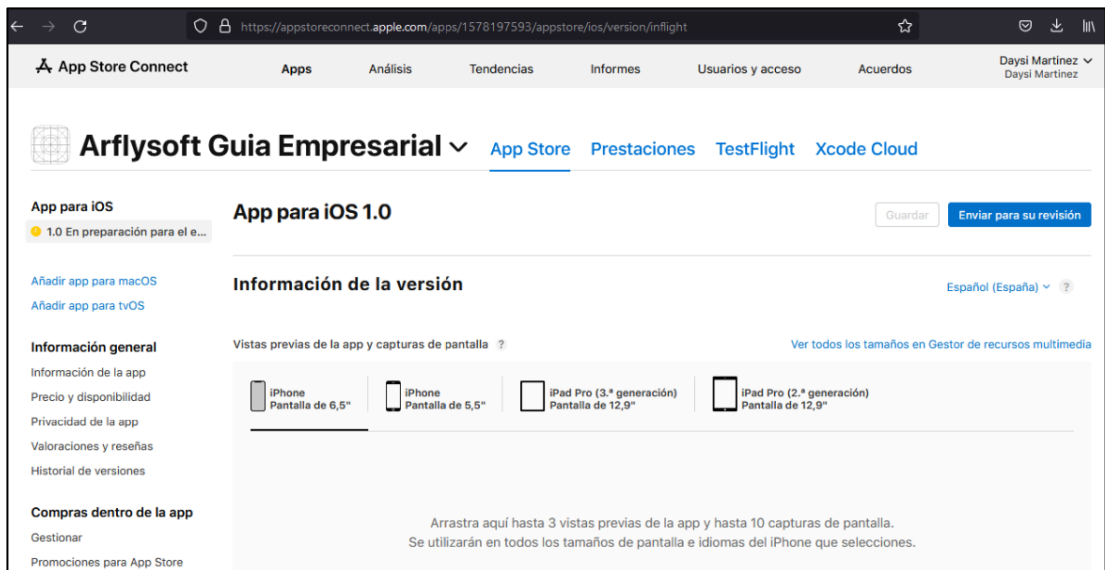 https://appstoreconnect.apple.com/apps/1578197593/appstore/ios/version/inflight
App Store Connect
Apps
Análisis
Tendencias
Informes
Usuarios y acceso
Acuerdos
Daysi Martinez
Daysi Martinez
Arflysoft Guia Empresarial
App Store
Prestaciones
TestFlight
Xcode Cloud
App para iOS
1.0 En preparación para el e...
Añadir app para macOS
Añadir app para tvOS
Información general
Información de la app
Precio y disponibilidad
Privacidad de la app
Valoraciones y reseñas
Historial de versiones
Compras dentro de la app
Gestionar
Promociones para App Store
App para iOS 1.0
Guardar
Enviar para su revisión
Información de la versión
Español (España)
?
Vistas previas de la app y capturas de pantalla ?
Ver todos los tamaños en Gestor de recursos multimedia
iPhone
Pantalla de 6,5"
iPhone
Pantalla de 5,5"
iPad Pro (3.ª generación)
Pantalla de 12,9"
iPad Pro (2.ª generación)
Pantalla de 12,9"
Arrastra aquí hasta 3 vistas previas de la app y hasta 10 capturas de pantalla.
Se utilizarán en todos los tamaños de pantalla e idiomas del iPhone que selecciones.